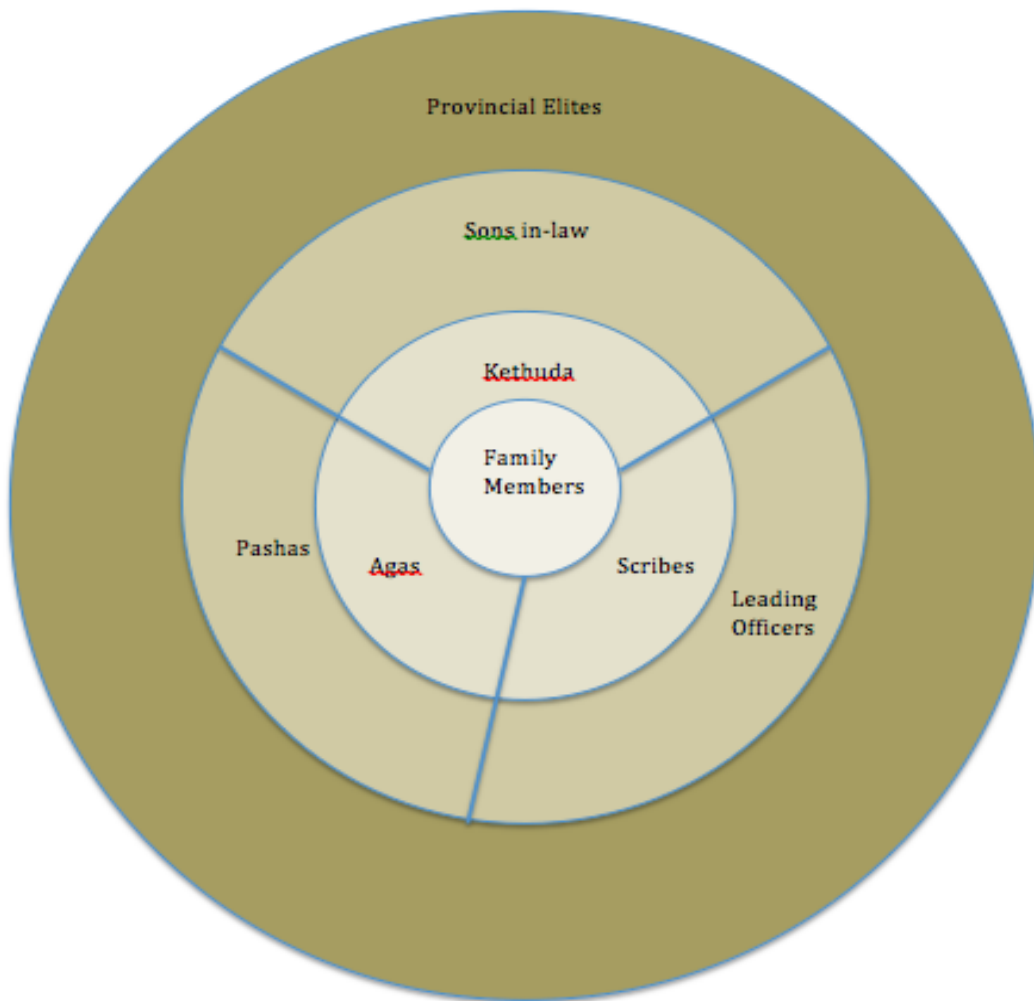 Provincial Elites
Sons in-law
Kethuda
Family
Members
Pashas
Agas
Scribes
Leading
Officers